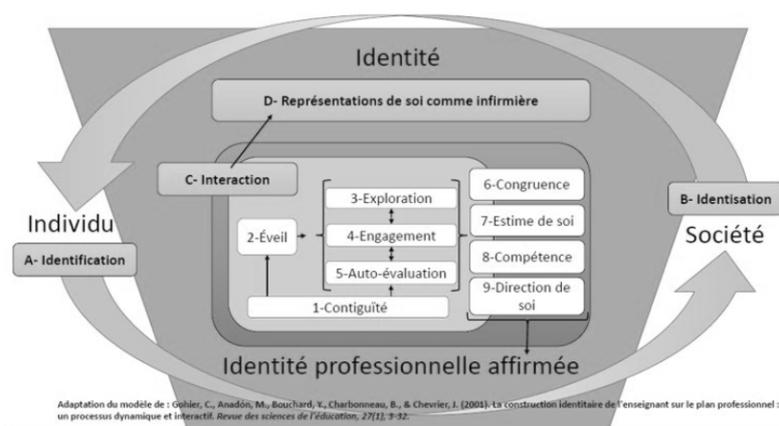 Identité
D- Représentations de soi comme infirmière
C- Interaction
3-Exploration
6-Congruence
B- Identisation
Individu
2-Éveil
4-Engagement
7-Estime de soi
Société
A- Identification
5-Auto-évaluation
8-Compétence
1-Contiguïté
9-Direction de
soi
Identité professionnelle affirmée
Adaptation du modèle de : Gohier, C., Anadón, M., Bouchard, Y., Charbonneau, B., & Chevrier, J. (2001). La construction identitaire de l'enseignant sur le plan professionnel :
un processus dynamique et interactif. Revue des sciences de l'éducation, 27(1), 3-32.